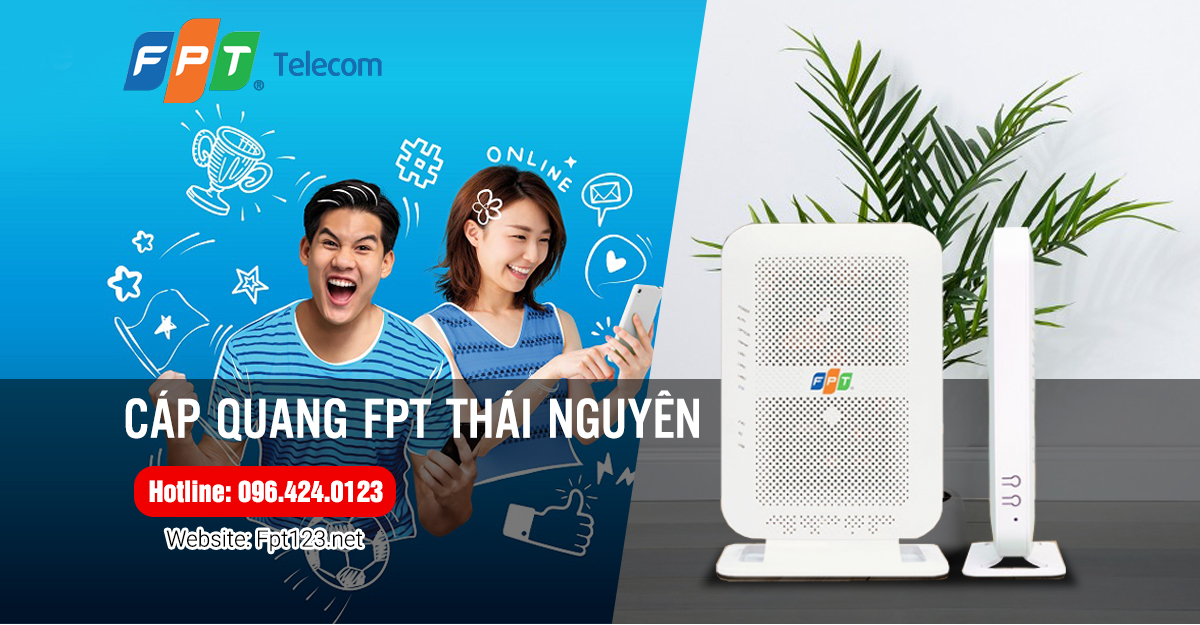 FPT® Telecom
ONLINE
FPT
CÁP QUANG FPT THÁI NGUYÊN
Hotline: 096.424.0123
Website: Fpt123.net